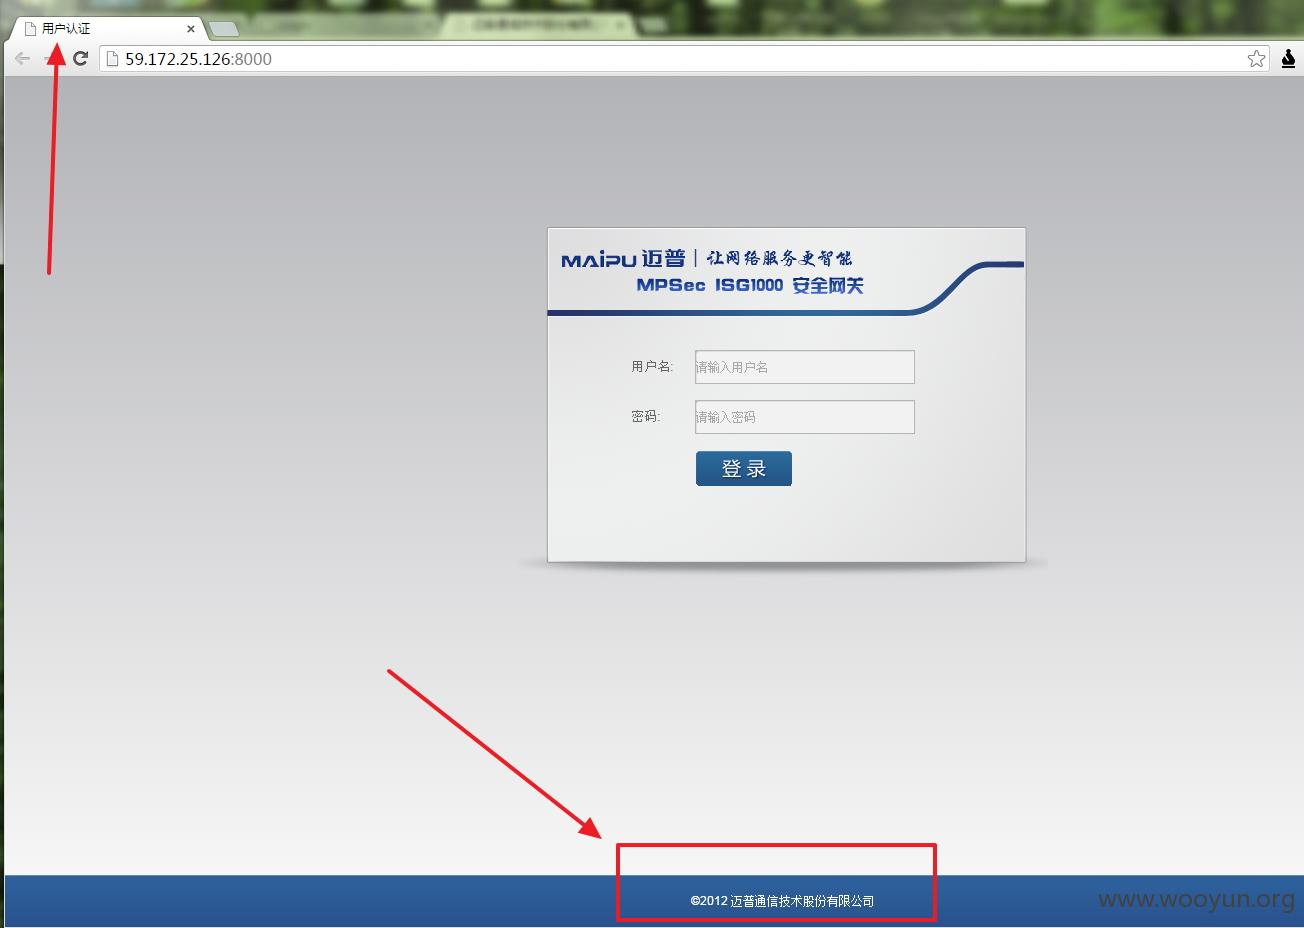 用户认证
59.172.25.126:8000
MAIPU 迈普 | 让网络服务更智能
MPSec ISG1000 安全网关
用户名: 请输入用户名
密码: 请输入密码
登录
©2012 迈普通信技术股份有限公司
www.wooyun.org